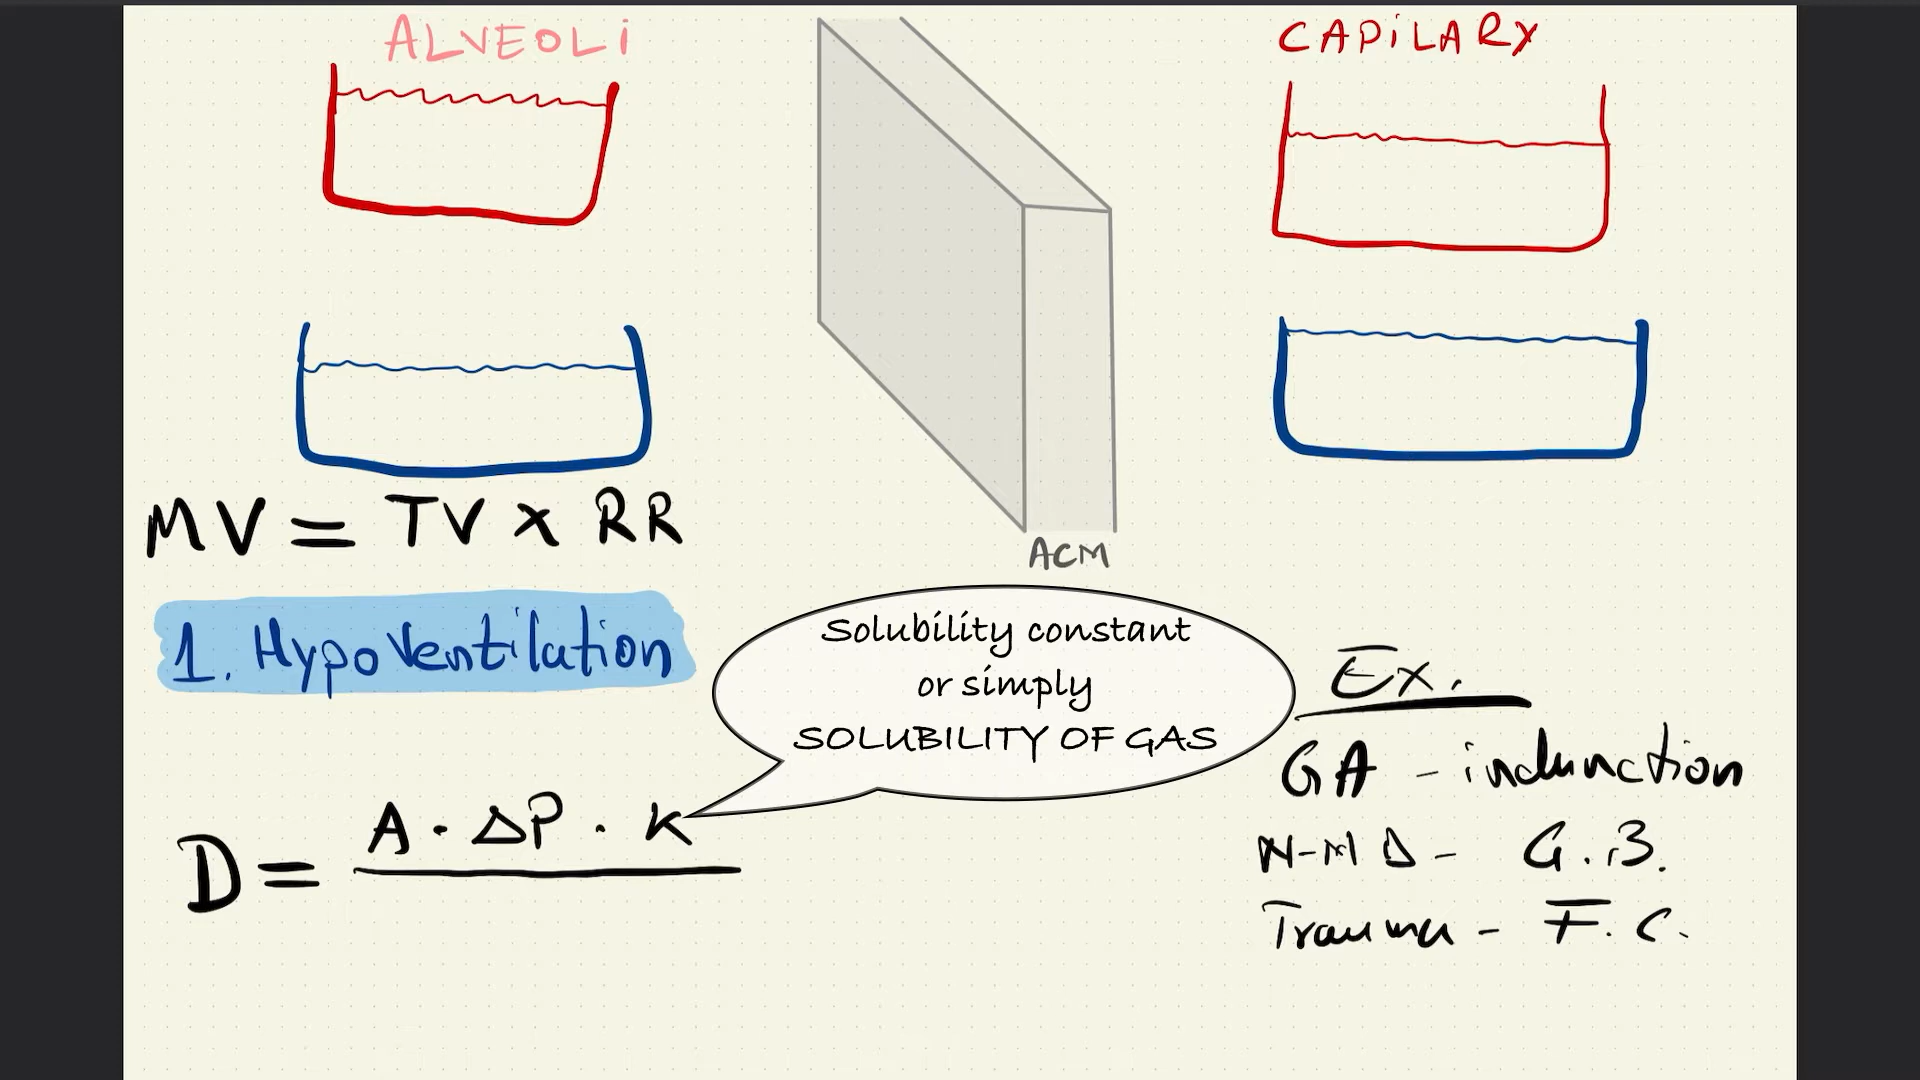 ALVEOLi
CAPiLARY
ACM
MV = TV x RR
1. Hypoventilation
Solubility constant
or simply
SOLUBILITY OF GAS
D = A · ΔP · K
Ex.
GA - indunction
N-M D - G.B.
Trauma - F.C.